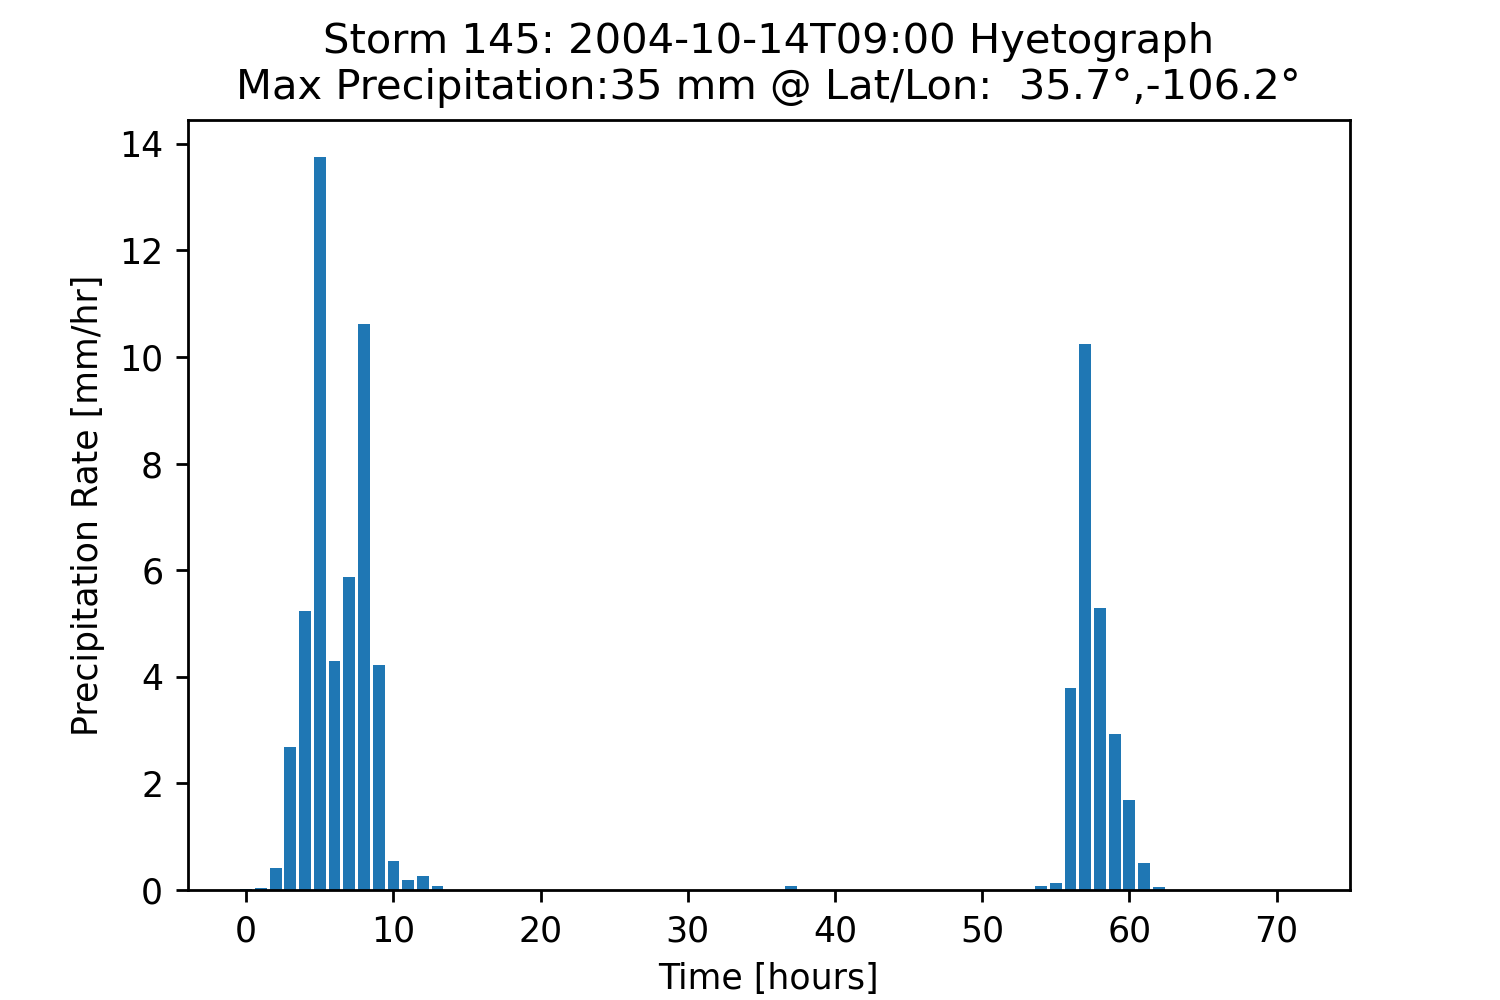 Storm 145: 2004-10-14T09:00 Hyetograph
Max Precipitation:35 mm @ Lat/Lon:  35.7°,-106.2°
Precipitation Rate [mm/hr]
14
12
10
8
6
4
2
0
0 10 20 30 40 50 60 70
Time [hours]